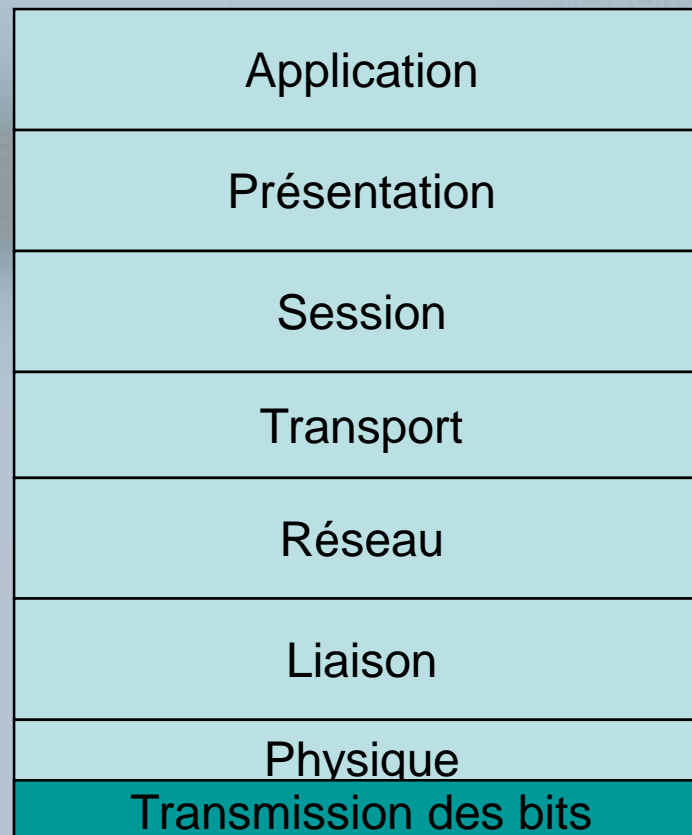 Application
Présentation
Session
Transport
Réseau
Liaison
Physique
Transmission des bits